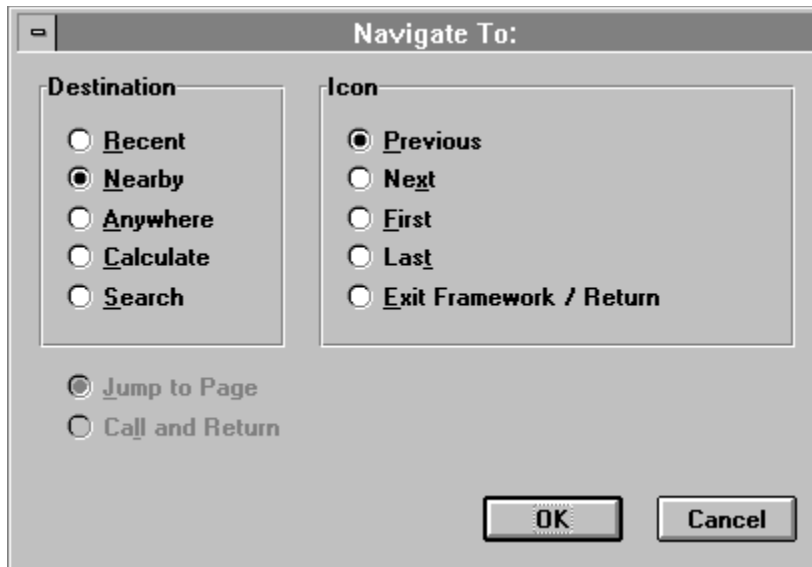 Navigate To:
Destination
Recent
Nearby
Anywhere
Calculate
Search
Icon
Previous
Next
First
Last
Exit Framework / Return
Jump to Page
Call and Return
OK
Cancel